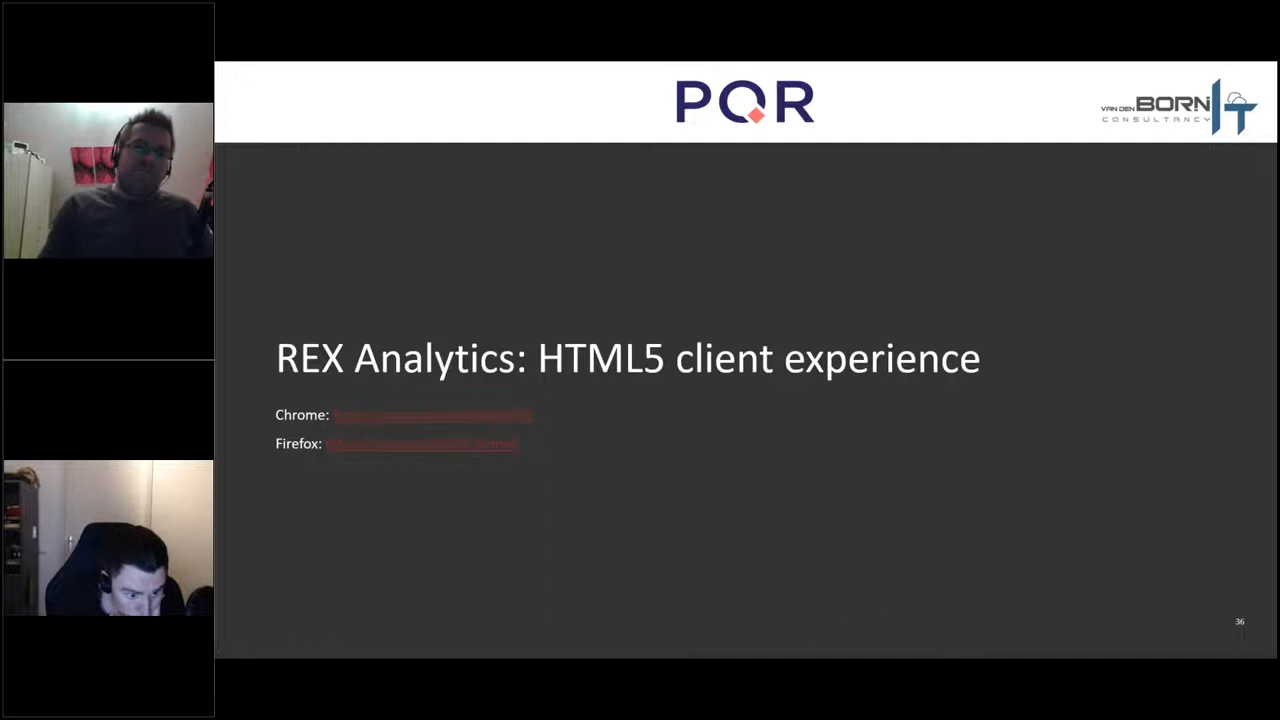 PQR
VAN DEN BORN IT
CONSULTANCY
REX Analytics: HTML5 client experience
Chrome:
Firefox:
36